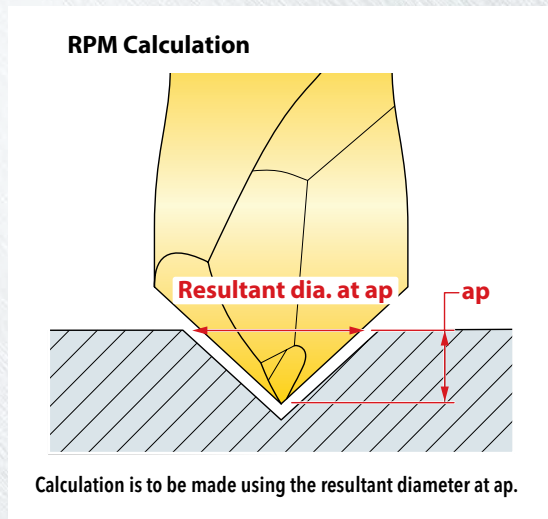 RPM Calculation
Resultant dia. at ap
ap
Calculation is to be made using the resultant diameter at ap.